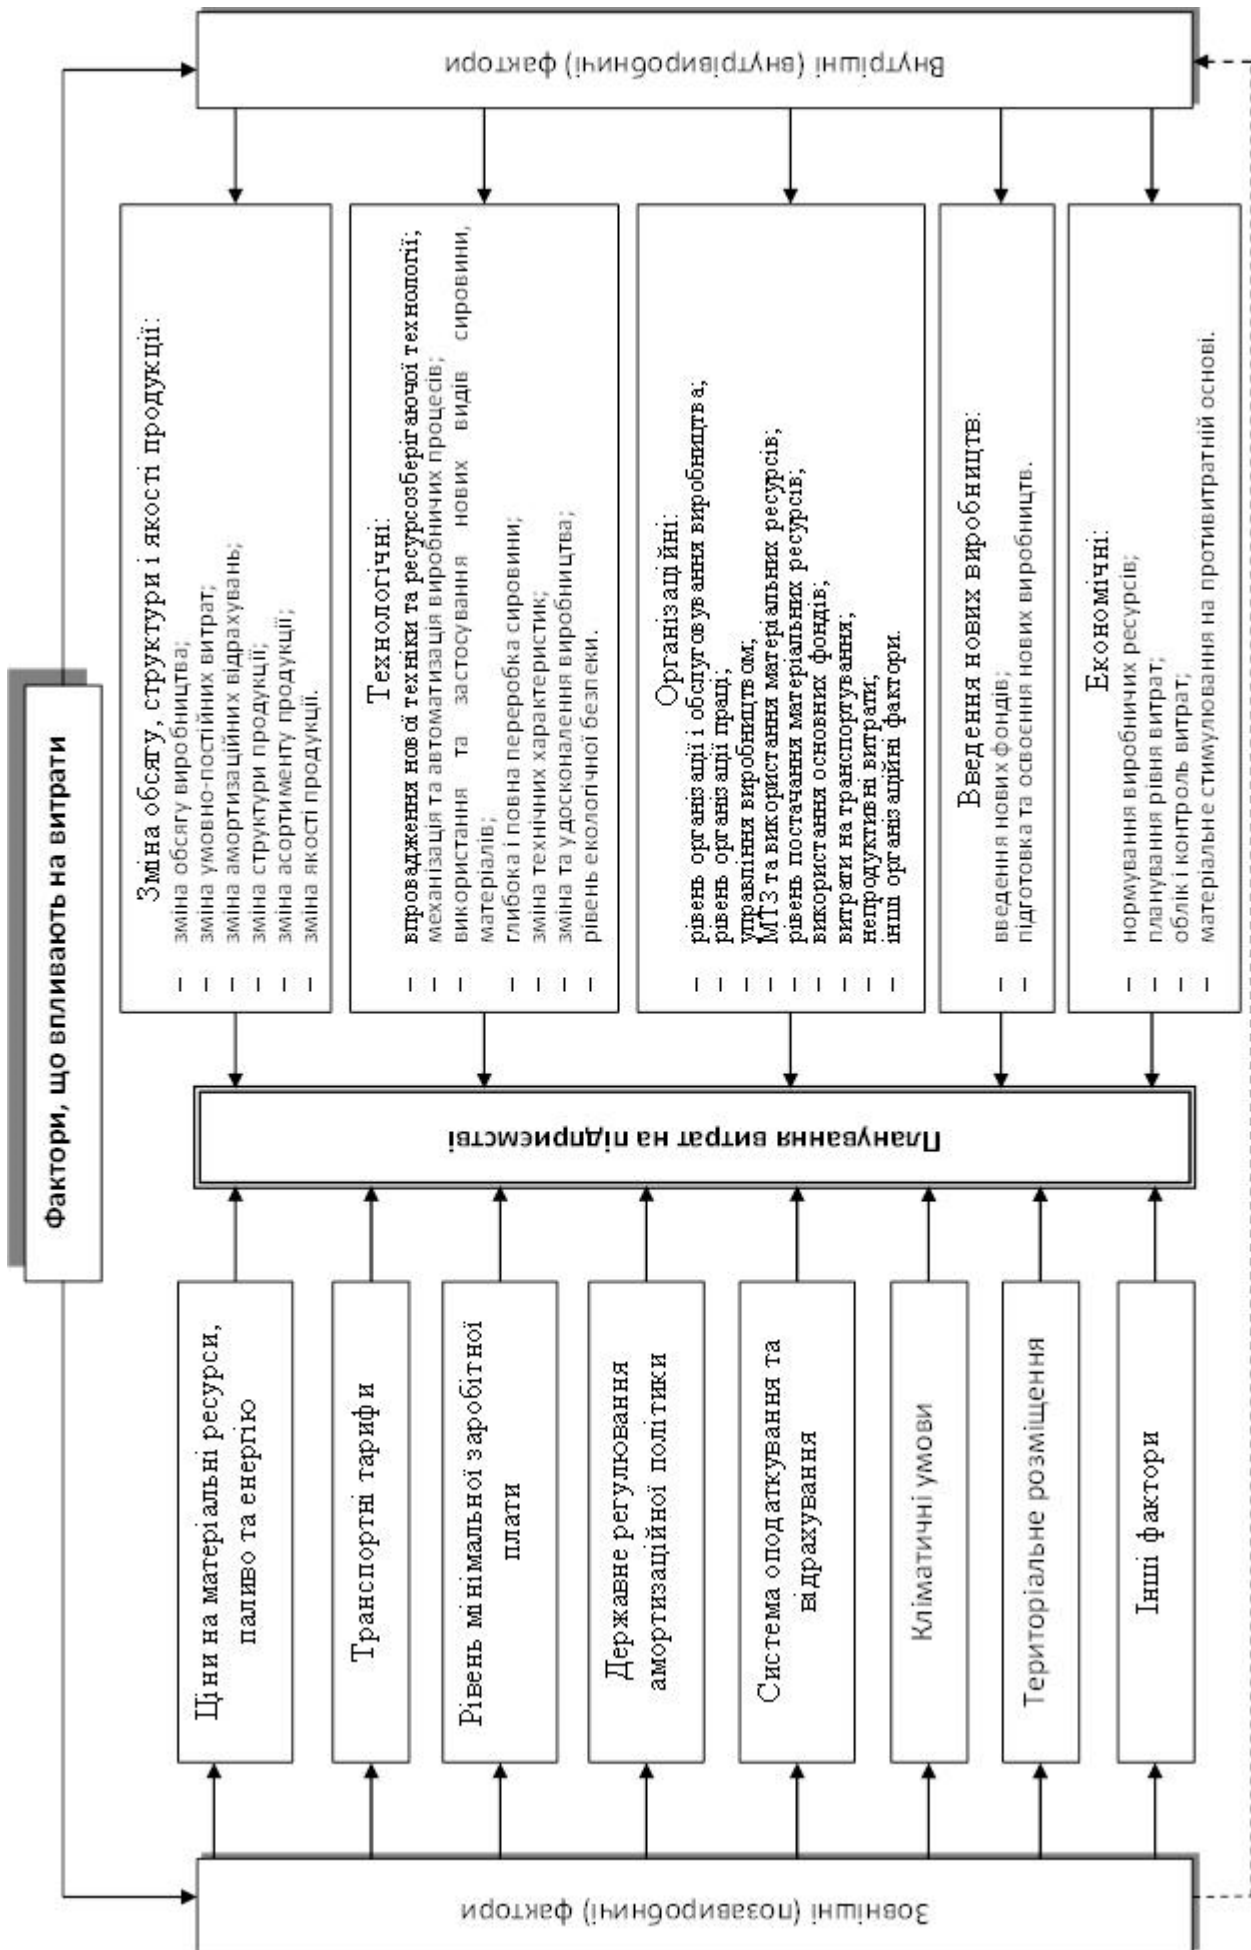 Фактори, що впливають на витрати
Зовнішні (позавиробничі) фактори
Ціни на матеріальні ресурси,
паливо та енергію
Транспортні тарифи
Рівень мінімальної заробітної
плати
Державне регулювання
амортизаційної політики
Система оподаткування та
відрахування
Кліматичні умови
Територіальне розміщення
Інші фактори
Планування витрат на підприємстві
Зміна обсягу, структури і якості продукції:
– зміна обсягу виробництва;
– зміна умовно-постійних витрат;
– зміна амортизаційних відрахувань;
– зміна структури продукції;
– зміна асортименту продукції;
– зміна якості продукції.
Технологічні:
– впровадження нової техніки та ресурсозберігаючої технології;
– механізація та автоматизація виробничих процесів;
– використання та застосування нових видів сировини,
матеріалів;
– глибока і повна переробка сировини;
– зміна технічних характеристик;
– зміна та удосконалення виробництва;
– рівень екологічної безпеки.
Організаційні:
– рівень організації і обслуговування виробництва;
– рівень організації праці;
– управління виробництвом;
– МТЗ та використання матеріальних ресурсів;
– рівень постачання матеріальних ресурсів;
– використання основних фондів;
– витрати на транспортування;
– непродуктивні витрати;
– інші організаційні фактори.
Введення нових виробництв:
– введення нових фондів;
– підготовка та освоєння нових виробництв.
Економічні:
– нормування виробничих ресурсів;
– планування рівня витрат;
– облік і контроль витрат;
– матеріальне стимулювання на противитратній основі.
Внутрішні (внутрівиробничі) фактори